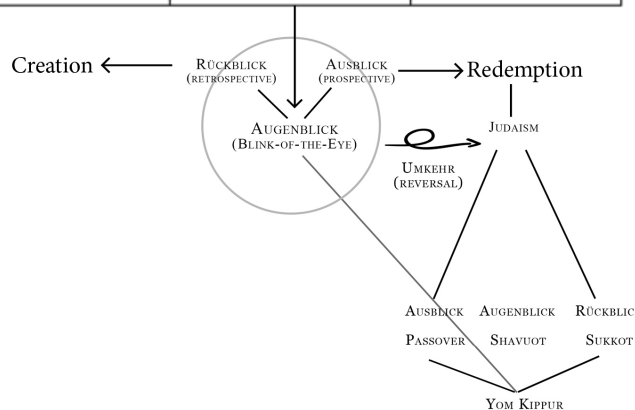 Creation
RÜCKBLICK
(RETROSPECTIVE)
AUSBLICK
(PROSPECTIVE)
Redemption
AUGENBLICK
(BLINK-OF-THE-EYE)
JUDAISM
UMKEHR
(REVERSAL)
AUSBLICK AUGENBLICK RÜCKBLIC
PASSOVER SHAVUOT SUKKOT
YOM KIPPUR